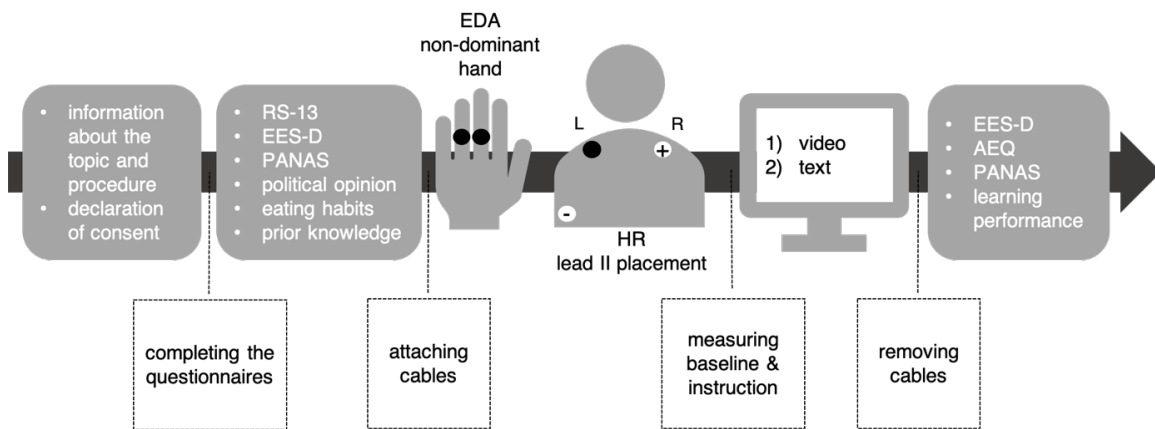 • information
about the
topic and
procedure
• declaration
of consent
• RS-13
• EES-D
• PANAS
• political opinion
• eating habits
• prior knowledge
EDA
non-dominant
hand
L
R
+
-
HR
lead II placement
1) video
2) text
• EES-D
• AEQ
• PANAS
• learning
performance
completing the
questionnaires
attaching
cables
measuring
baseline &
instruction
removing
cables